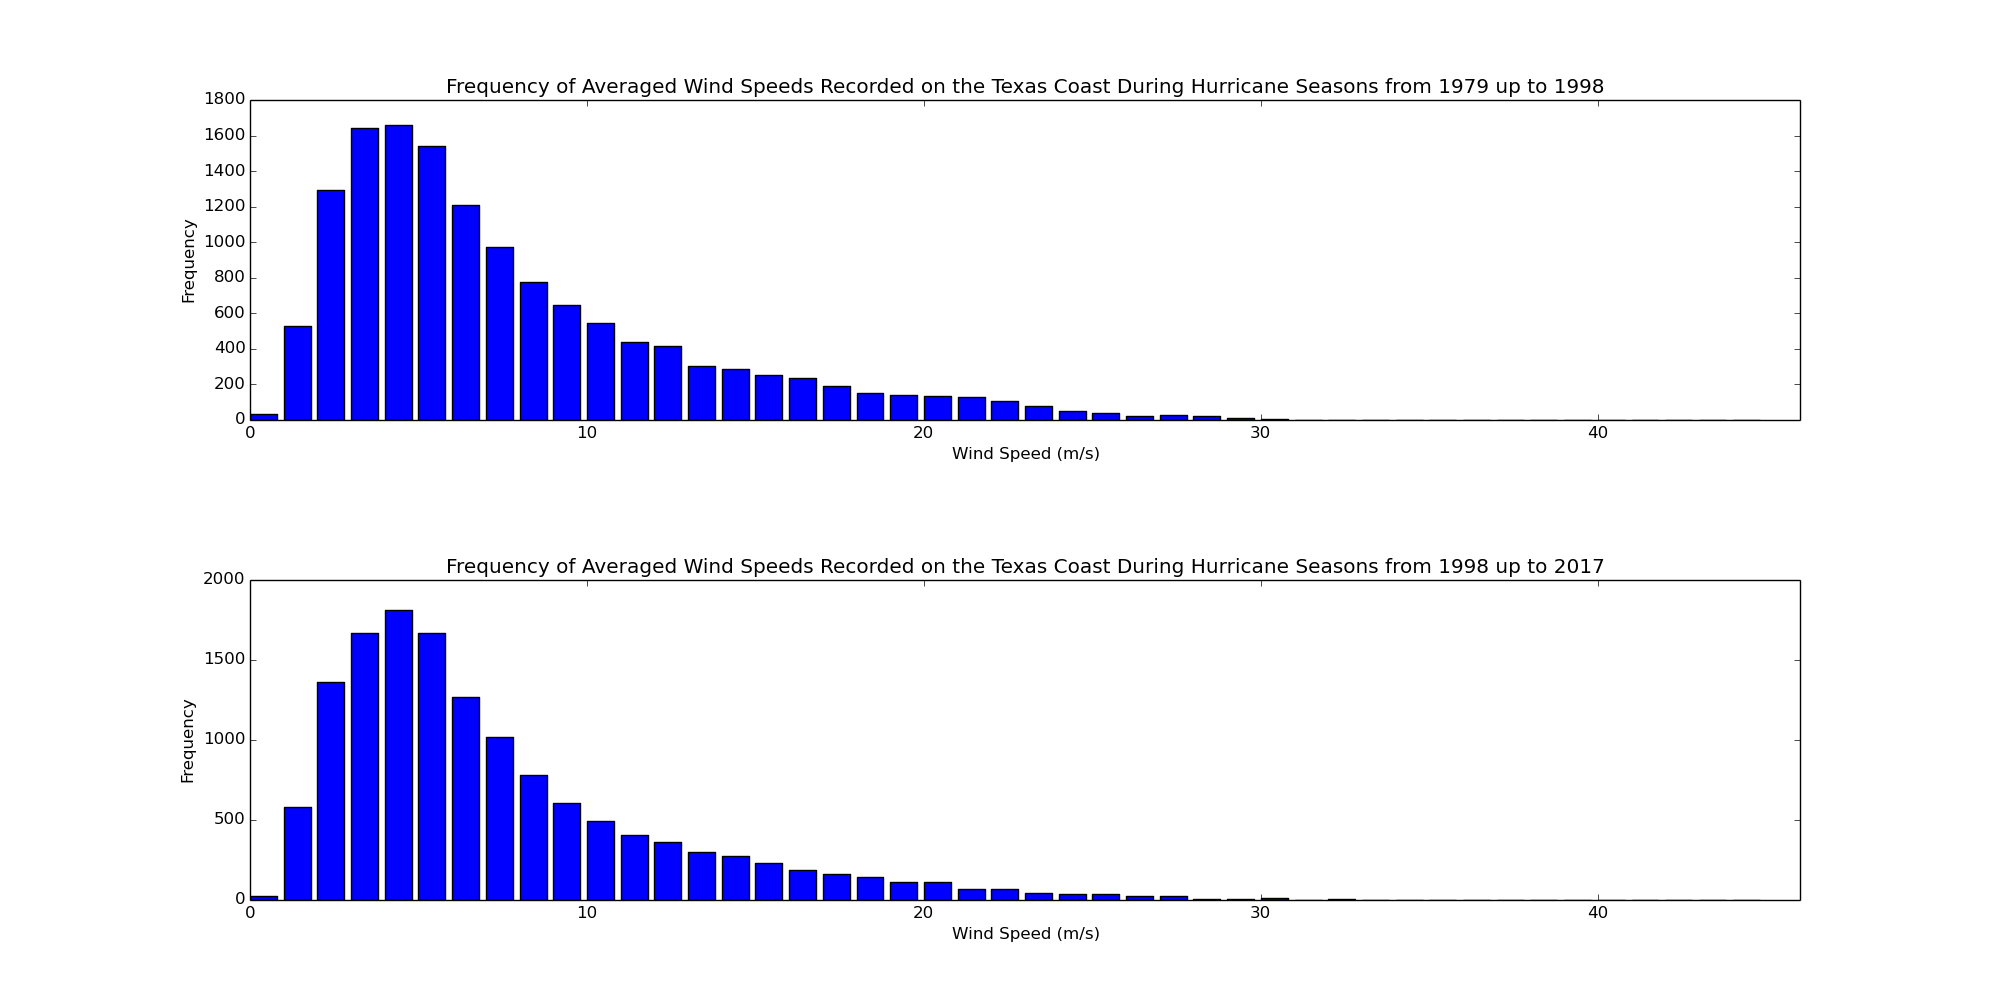 Frequency of Averaged Wind Speeds Recorded on the Texas Coast During Hurricane Seasons from 1979 up to 1998
1800
1600
1400
1200
1000
800
600
400
200
0
Frequency
0 10 20 30 40
Wind Speed (m/s)
Frequency of Averaged Wind Speeds Recorded on the Texas Coast During Hurricane Seasons from 1998 up to 2017
2000
1500
1000
500
0
Frequency
0 10 20 30 40
Wind Speed (m/s)